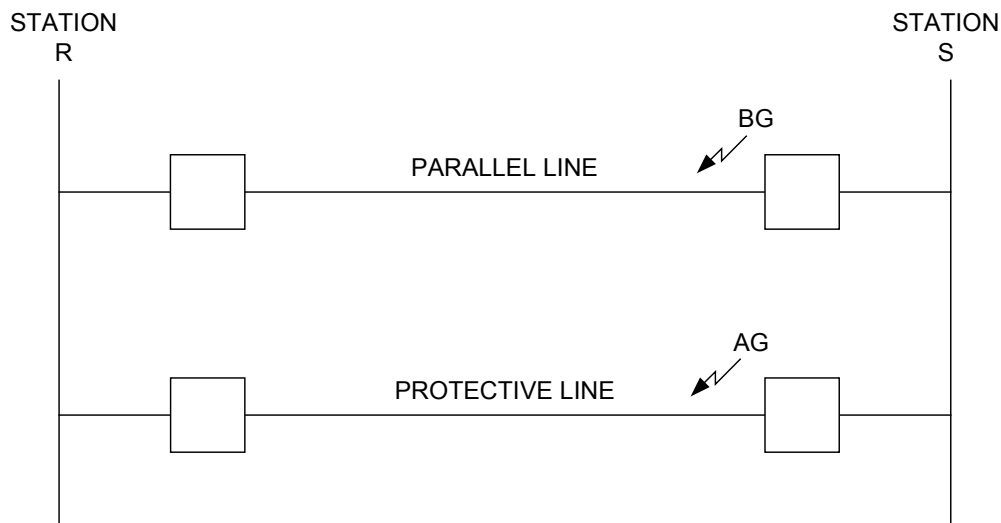 STATION
R
STATION
S
BG
PARALLEL LINE
AG
PROTECTIVE LINE